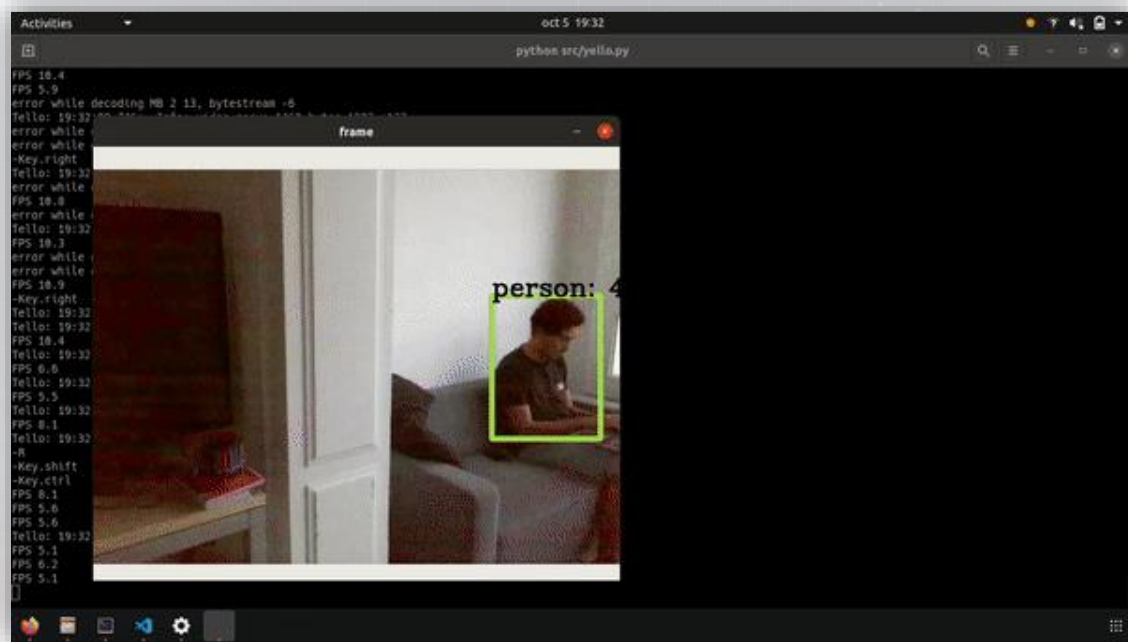 Activities
oct 5 19:32
python src/yello.py
FPS 10.4
FPS 5.9
error while decoding MB 2 13, bytestream -6
Tello: 19:32
error while
error while
-Key.right
Tello: 19:32
error while
FPS 10.8
error while
Tello: 19:32
FPS 10.3
error while
error while
FPS 10.9
-Key.right
Tello: 19:32
Tello: 19:32
FPS 10.4
Tello: 19:32
FPS 6.6
Tello: 19:32
FPS 5.5
Tello: 19:32
FPS 8.1
Tello: 19:32
-R
-Key.shift
-Key.ctrl
FPS 8.1
FPS 5.6
FPS 5.6
Tello: 19:32
FPS 5.1
FPS 6.2
FPS 5.1
frame
person: 4